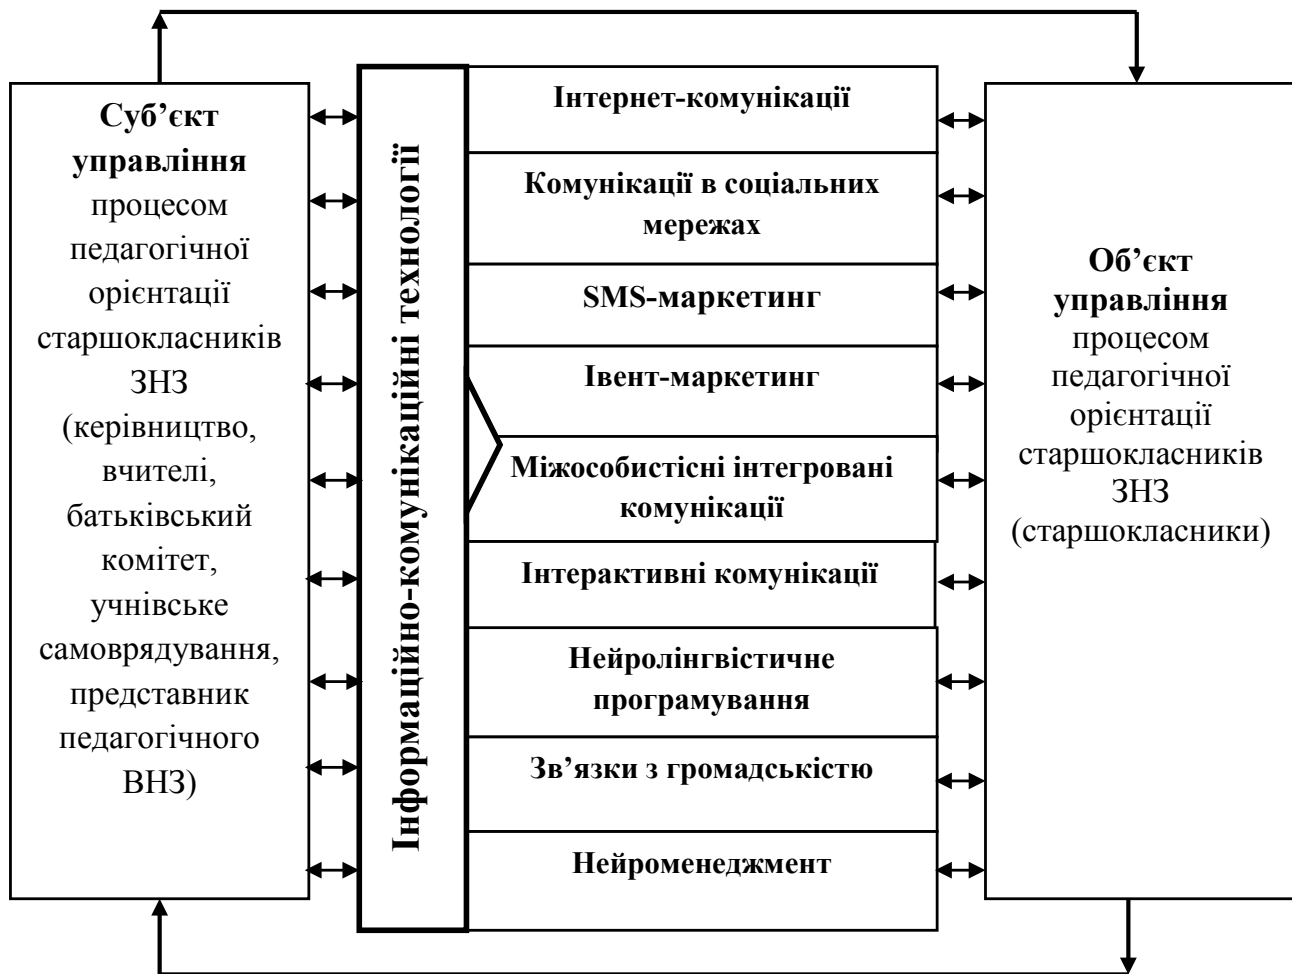 Суб’єкт
управління
процесом
педагогічної
орієнтації
старшокласників
ЗНЗ
(керівництво,
вчителі,
батьківський
комітет,
учнівське
самоврядування,
представник
педагогічного
ВНЗ)
Інформаційно-комунікаційні технології
Інтернет-комунікації
Комунікації в соціальних
мережах
SMS-маркетинг
Івент-маркетинг
Міжособистісні інтегровані
комунікації
Інтерактивні комунікації
Нейролінгвістичне
програмування
Зв’язки з громадськістю
Нейроменеджмент
Об’єкт
управління
процесом
педагогічної
орієнтації
старшокласників
ЗНЗ
(старшокласники)